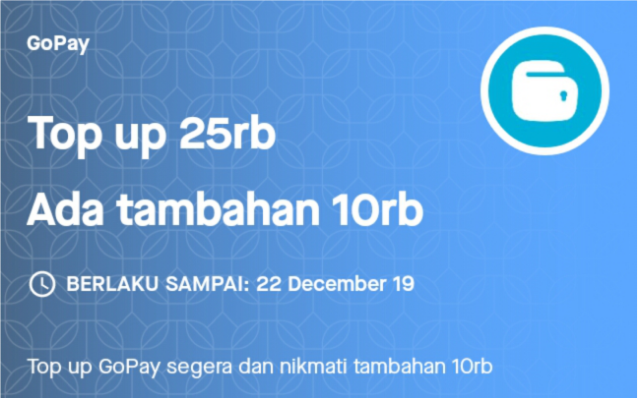 GoPay
Top up 25rb
Ada tambahan 10rb
BERLAKU SAMPAI: 22 December 19
Top up GoPay segera dan nikmati tambahan 10rb